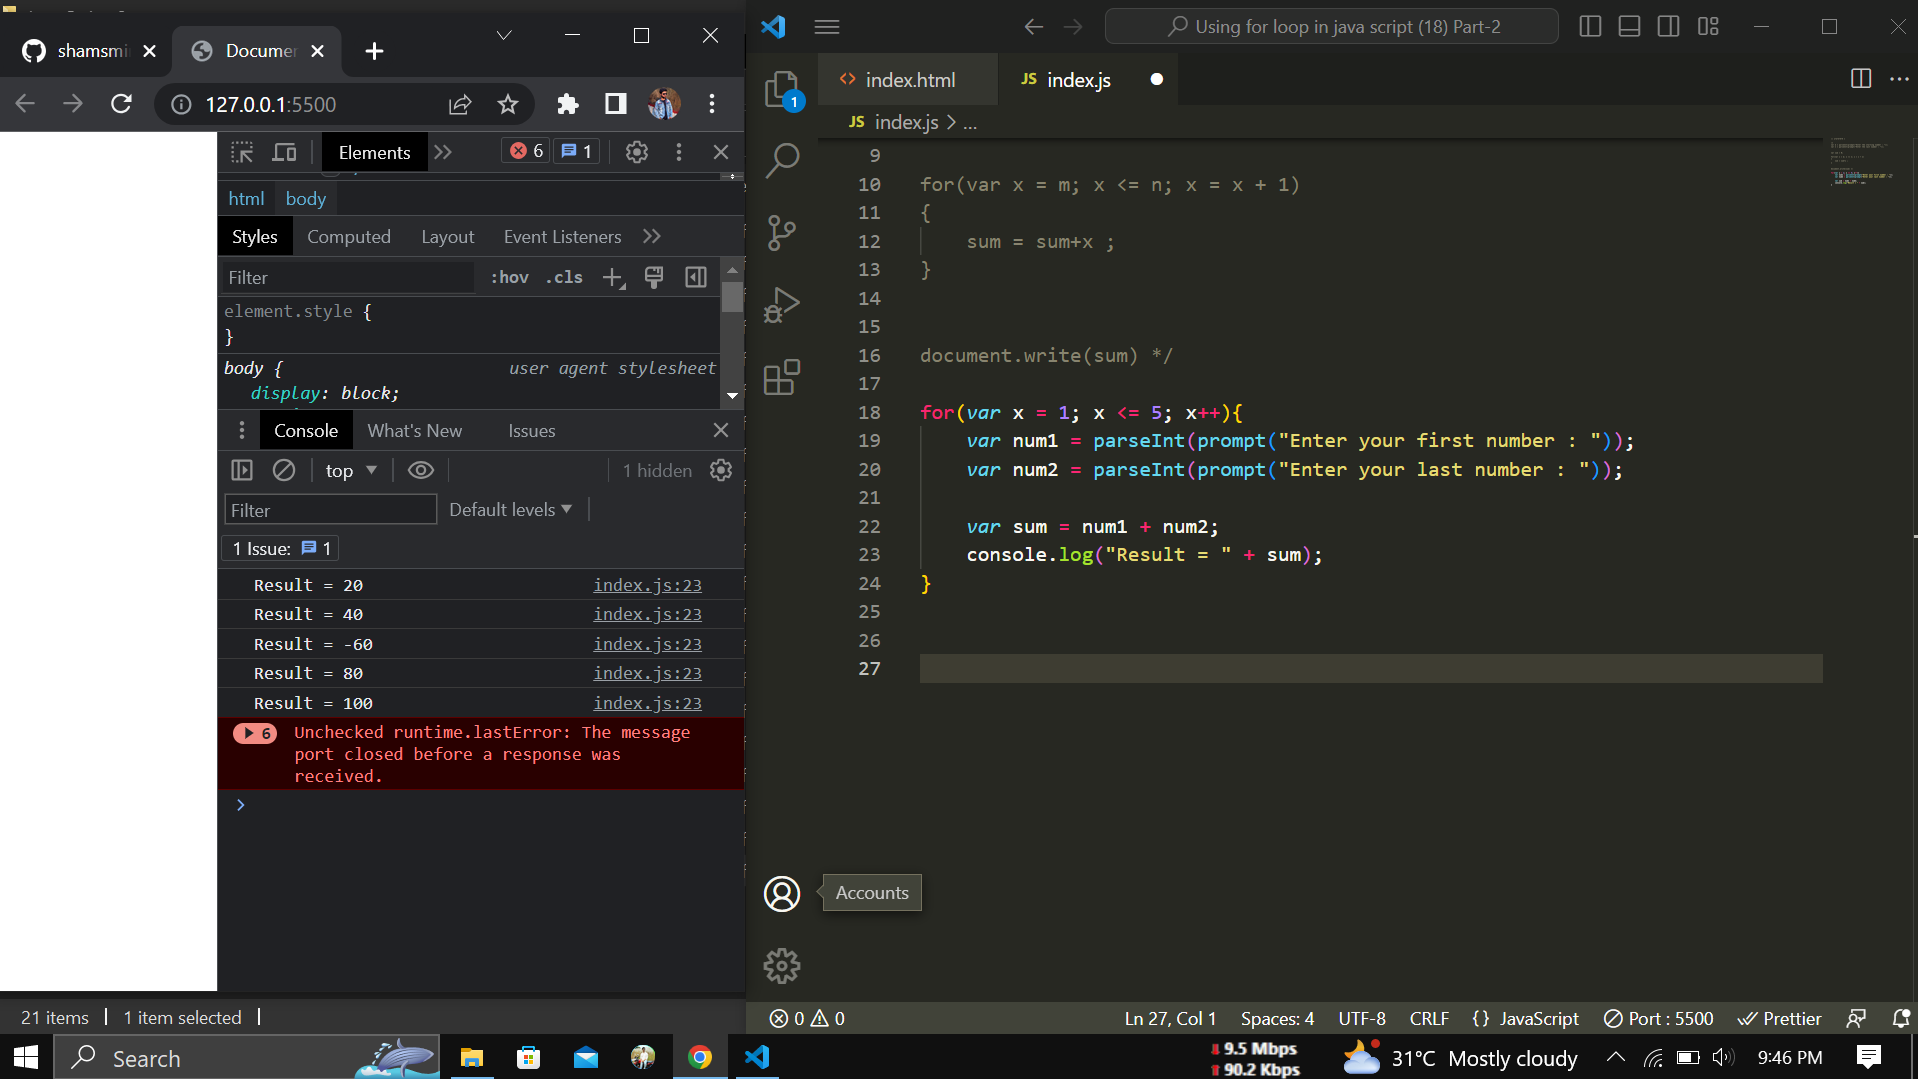 shamsmi
Documen
127.0.0.1:5500
Elements
6
1
html
body
Styles
Computed
Layout
Event Listeners
Filter
:hov
.cls
element.style {
}
body {
user agent stylesheet
display: block;
Console
What's New
Issues
top
1 hidden
Filter
Default levels
1 Issue:
1
Result = 20
index.js:23
Result = 40
index.js:23
Result = -60
index.js:23
Result = 80
index.js:23
Result = 100
index.js:23
6
Unchecked runtime.lastError: The message
port closed before a response was
received.
21 items
1 item selected
Using for loop in java script (18) Part-2
index.html
JS index.js
1
JS index.js > ...
9
10 for(var x = m; x <= n; x = x + 1)
11 {
12 sum = sum+x ;
13 }
14
15
16 document.write(sum) */
17
18 for(var x = 1; x <= 5; x++){
19 var num1 = parseInt(prompt("Enter your first number : "));
20 var num2 = parseInt(prompt("Enter your last number : "));
21
22 var sum = num1 + num2;
23 console.log("Result = " + sum);
24 }
25
26
27
Accounts
0
0
Ln 27, Col 1
Spaces: 4
UTF-8
CRLF
{} JavaScript
Port : 5500
Prettier
Search
9.5 Mbps
90.2 Kbps
31°C Mostly cloudy
9:46 PM